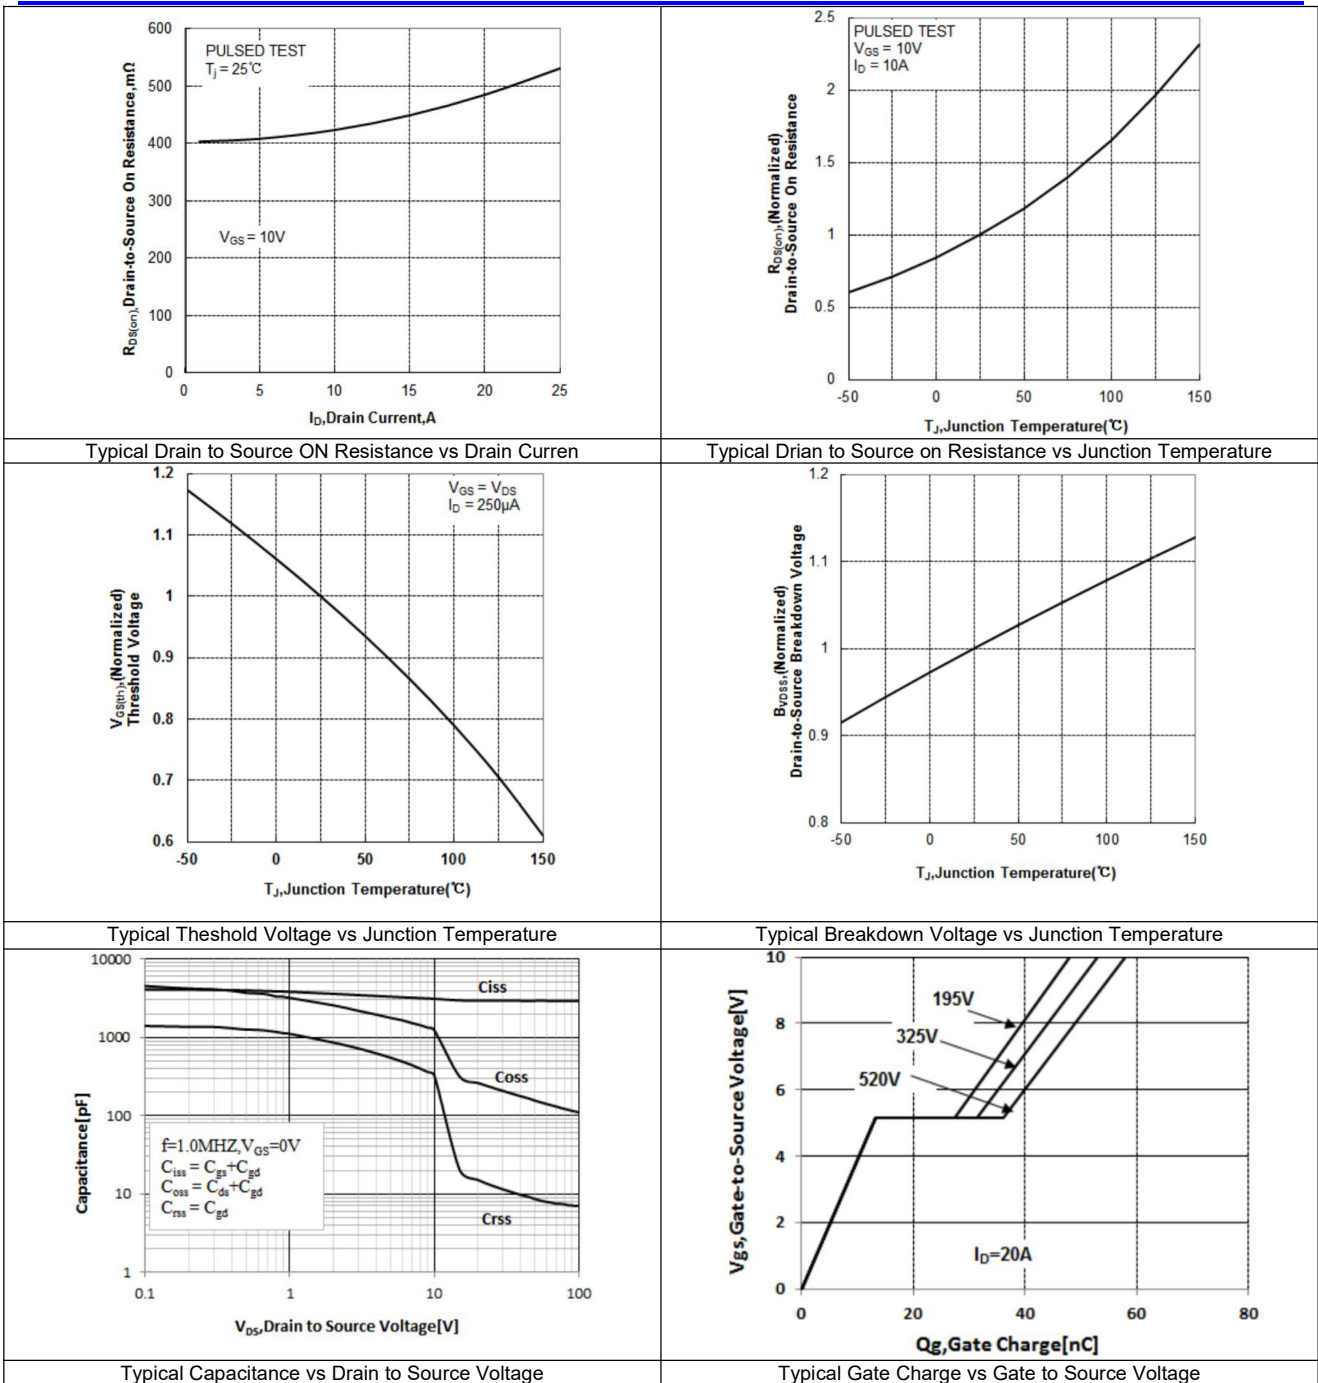 600
500
400
300
200
100
0
0 5 10 15 20 25
PULSED TEST
Tj = 25℃
VGS = 10V
RDS(on),Drain-to-Source On Resistance,mΩ
ID,Drain Current,A
Typical Drain to Source ON Resistance vs Drain Curren
2.5
2
1.5
1
0.5
0
-50 0 50 100 150
PULSED TEST
VGS = 10V
ID = 10A
RDS(on),(Normalized)
Drain-to-Source On Resistance
TJ,Junction Temperature(℃)
Typical Drian to Source on Resistance vs Junction Temperature
1.2
1.1
1
0.9
0.8
0.7
0.6
-50 0 50 100 150
VGS = VDS
ID = 250µA
VGS(th),(Normalized)
Threshold Voltage
TJ,Junction Temperature(℃)
Typical Theshold Voltage vs Junction Temperature
1.2
1.1
1
0.9
0.8
-50 0 50 100 150
BVDSS,(Normalized)
Drain-to-Source Breakdown Voltage
TJ,Junction Temperature(℃)
Typical Breakdown Voltage vs Junction Temperature
10000
1000
100
10
1
0.1 1 10 100
Ciss
Coss
Crss
f=1.0MHZ,VGS=0V
Ciss = Cgs+Cgd
Coss = Cds+Cgd
Crss = Cgd
Capacitance[pF]
VDS,Drain to Source Voltage[V]
Typical Capacitance vs Drain to Source Voltage
10
8
6
4
2
0
0 20 40 60 80
195V
325V
520V
ID=20A
Vgs,Gate-to-Source Voltage[V]
Qg,Gate Charge[nC]
Typical Gate Charge vs Gate to Source Voltage